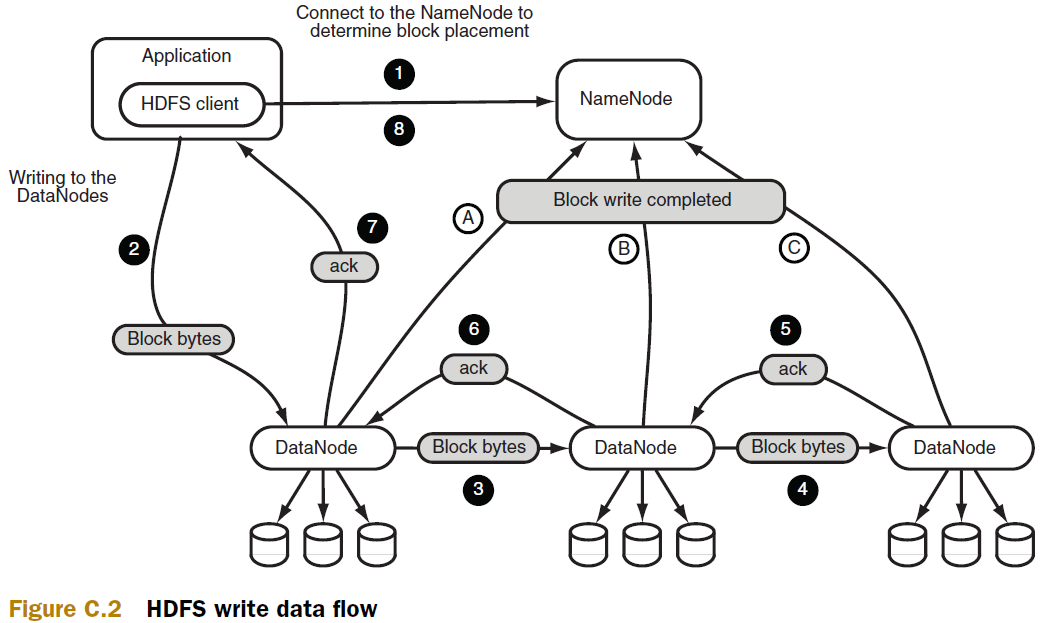 Connect to the NameNode to
determine block placement
Application
HDFS client
1
8
NameNode
Writing to the
DataNodes
2
7
ack
A
Block write completed
B
C
Block bytes
6
ack
5
ack
DataNode
Block bytes
DataNode
Block bytes
DataNode
3
4
Figure C.2 HDFS write data flow